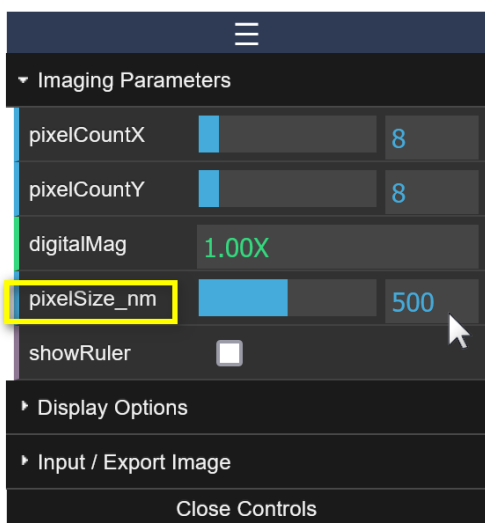 Imaging Parameters
pixelCountX 8
pixelCountY 8
digitalMag 1.00X
pixelSize_nm 500
showRuler
Display Options
Input / Export Image
Close Controls